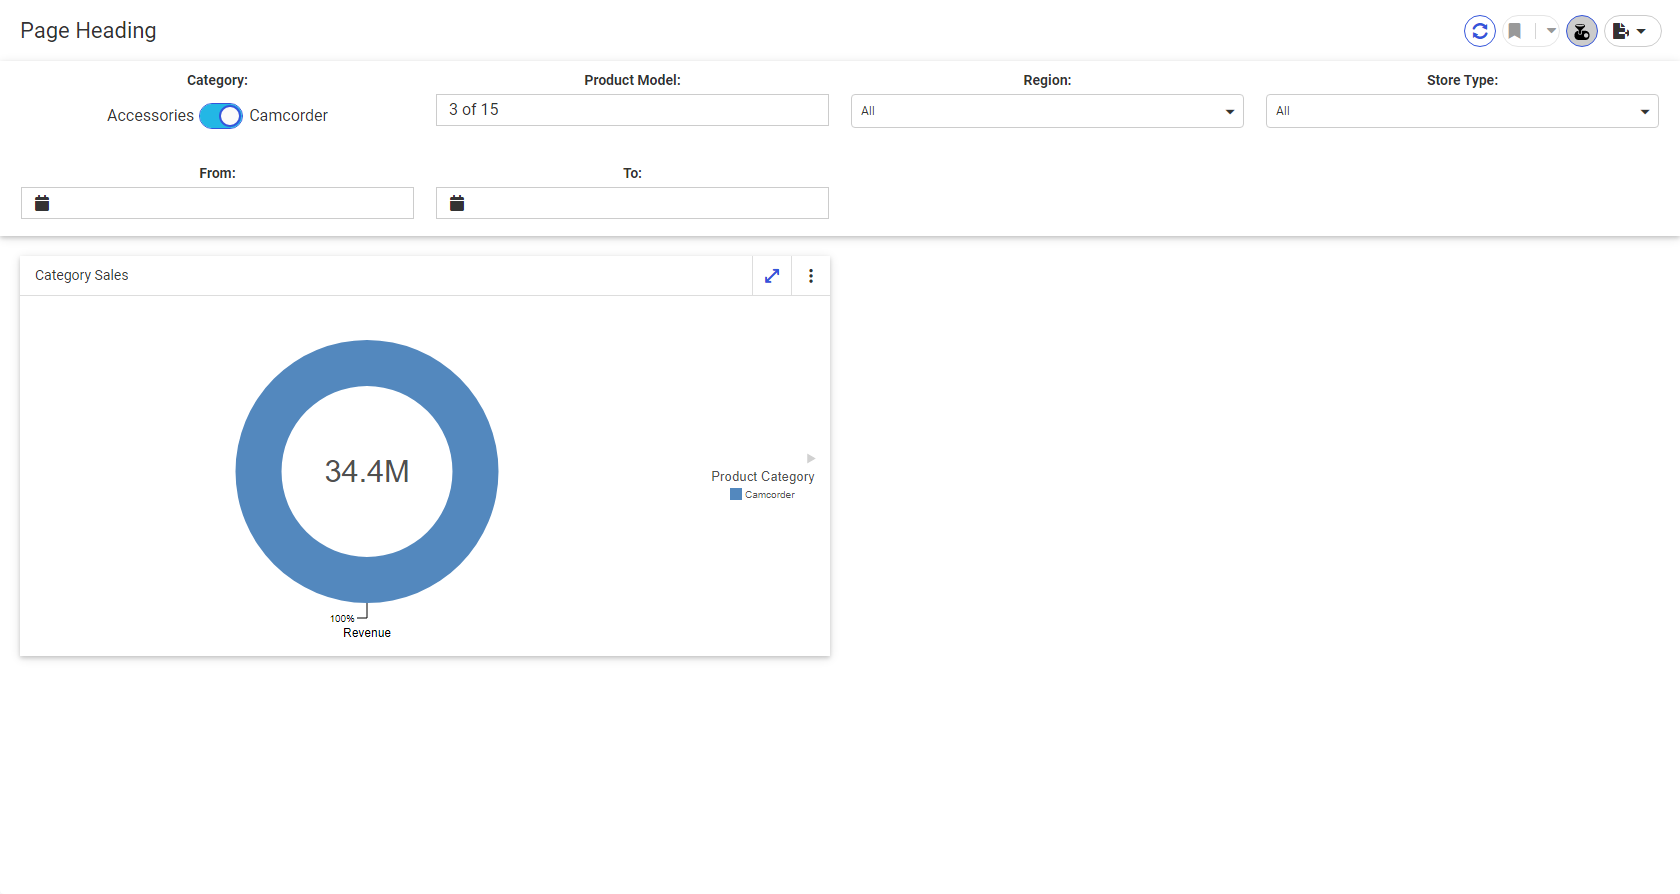 Page Heading
Category:
Product Model:
Region:
Store Type:
Accessories
Camcorder
3 of 15
All
All
From:
To:
Category Sales
34.4M
Product Category
Camcorder
100%
Revenue